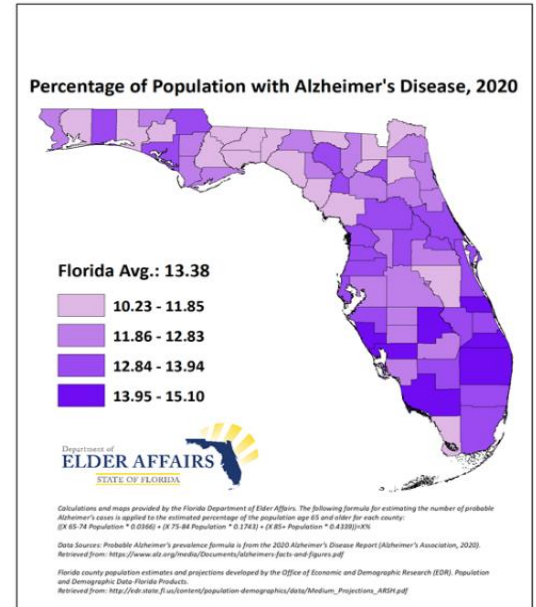 Percentage of Population with Alzheimer's Disease, 2020
Florida Avg.: 13.38
10.23 - 11.85
11.86 - 12.83
12.84 - 13.94
13.95 - 15.10
Department of
ELDER AFFAIRS
STATE OF FLORIDA
Calculations and maps provided by the Florida Department of Elder Affairs. The following formula for estimating the number of probable
Alzheimer's cases is applied to the estimated percentage of the population age 65 and older for each county:
((X 65-74 Population * 0.0366) + (X 75-84 Population * 0.1743) + (X 85+ Population * 0.4339))=X%
Data Sources: Probable Alzheimer's prevalence formula is from the 2020 Alzheimer's Disease Report (Alzheimer's Association, 2020).
Retrieved from: https://www.alz.org/media/Documents/alzheimers-facts-and-figures.pdf
Florida county population estimates and projections developed by the Office of Economic and Demographic Research (EDR). Population
and Demographic Data-Florida Products.
Retrieved from: http://edr.state.fl.us/content/population-demographics/data/Medium_Projections_ARSH.pdf